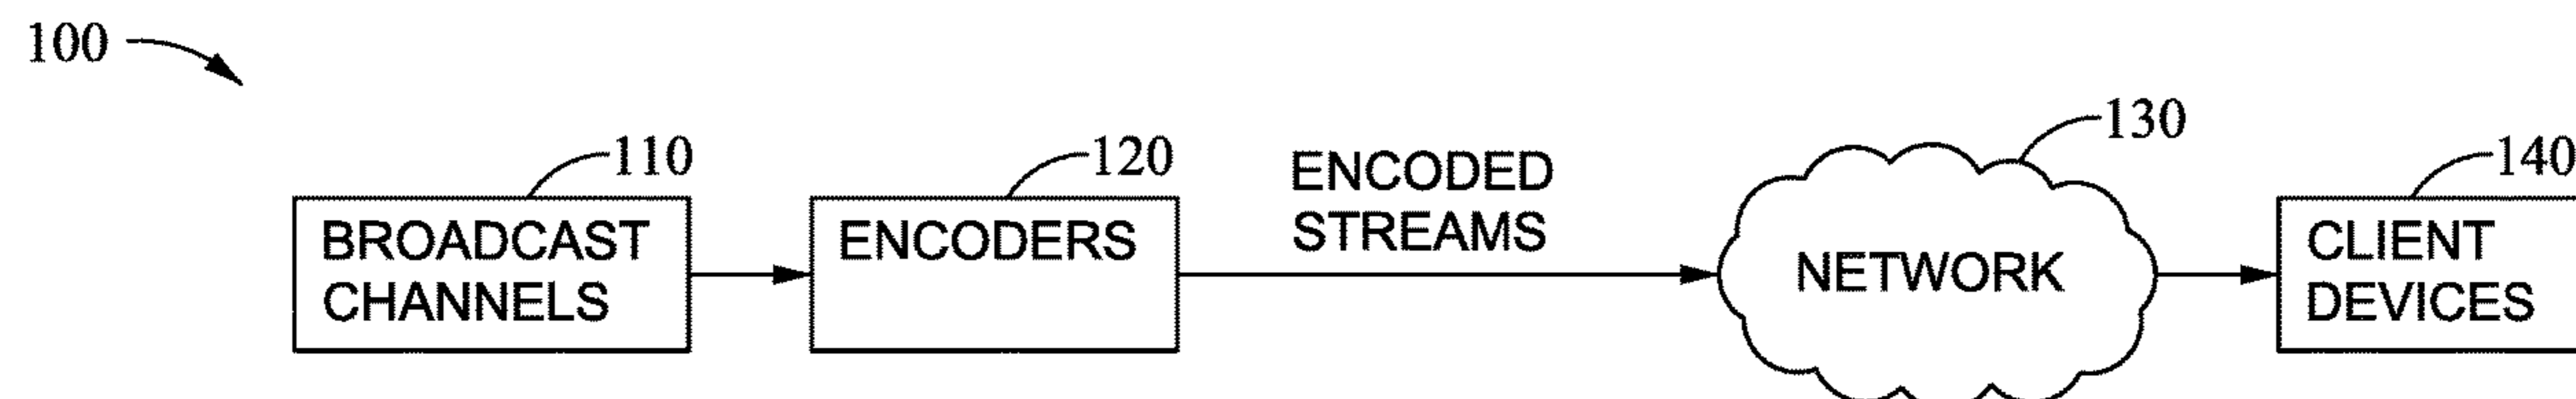 100
110
BROADCAST
CHANNELS
120
ENCODERS
ENCODED
STREAMS
130
NETWORK
140
CLIENT
DEVICES